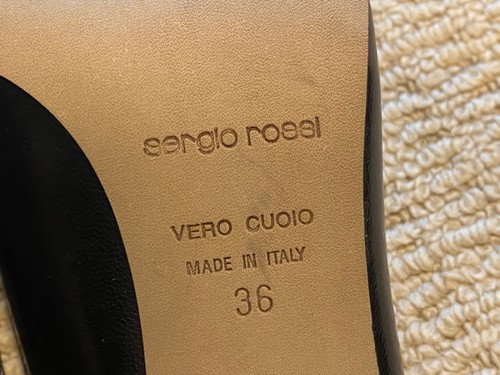 sergio rossi
VERO CUOIO
MADE IN ITALY
36